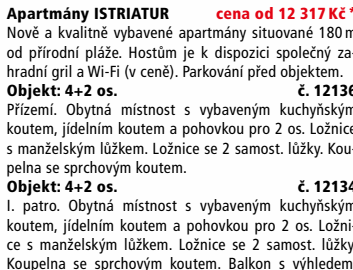 Apartmány ISTRIATUR cena od 12 317 Kč *
Nově a kvalitně vybavené apartmány situované 180 m
od přírodní pláže. Hostům je k dispozici společný za-
hradní gril a Wi-Fi (v ceně). Parkování před objektem.
Objekt: 4+2 os. č. 12136
Přízemí. Obytná místnost s vybaveným kuchyňským
koutem, jídelním koutem a pohovkou pro 2 os. Ložnice
s manželským lůžkem. Ložnice se 2 samost. lůžky. Kou-
pelna se sprchovým koutem.
Objekt: 4+2 os. č. 12134
I. patro. Obytná místnost s vybaveným kuchyňským
koutem, jídelním koutem a pohovkou pro 2 os. Ložni-
ce s manželským lůžkem. Ložnice se 2 samost. lůžky
Koupelna se sprchovým koutem. Balkon s výhledem